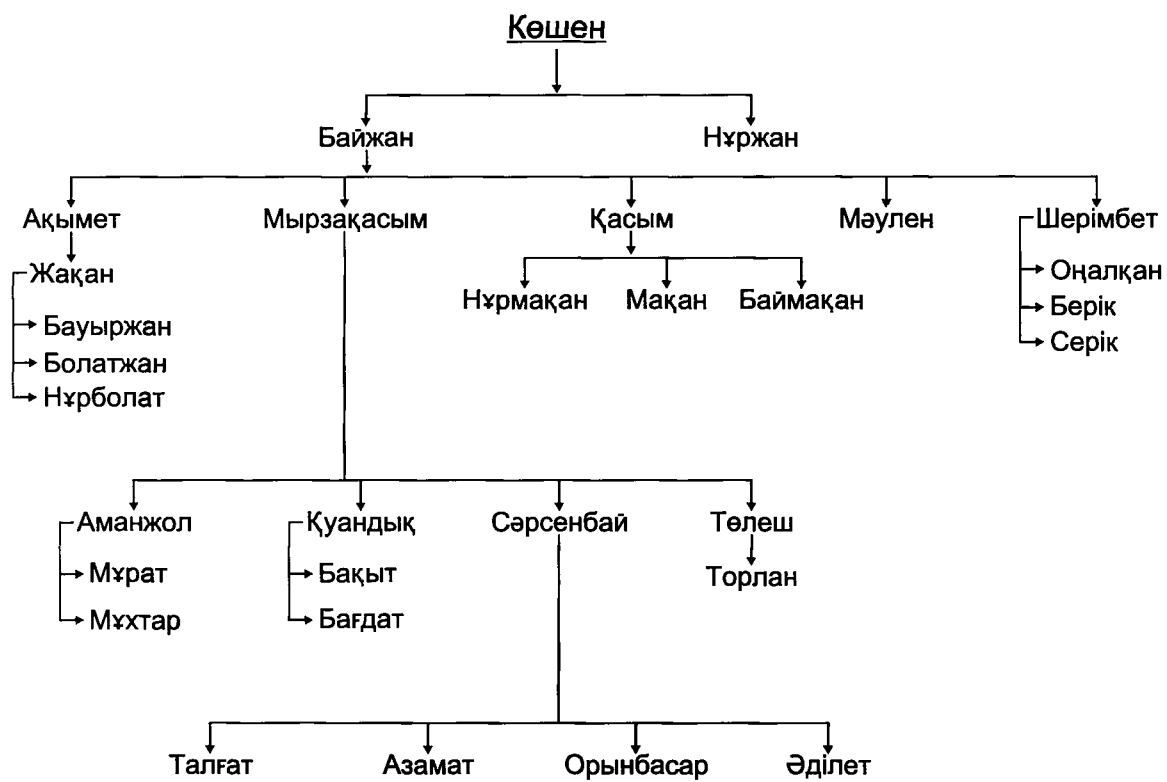 Көшен
Байжан Нұржан
Ақымет Мырзақасым Қасым Мәулен Шерімбет
Жақан
Оңалқан
Нұрмақан Мақан Баймақан
Берік
Бауыржан
Серік
Болатжан
Нұрболат
Аманжол Қуандық Сәрсенбай Төлеш
Мұрат Бақыт Торлан
Мұхтар Бағдат
Талғат Азамат Орынбасар Әділет